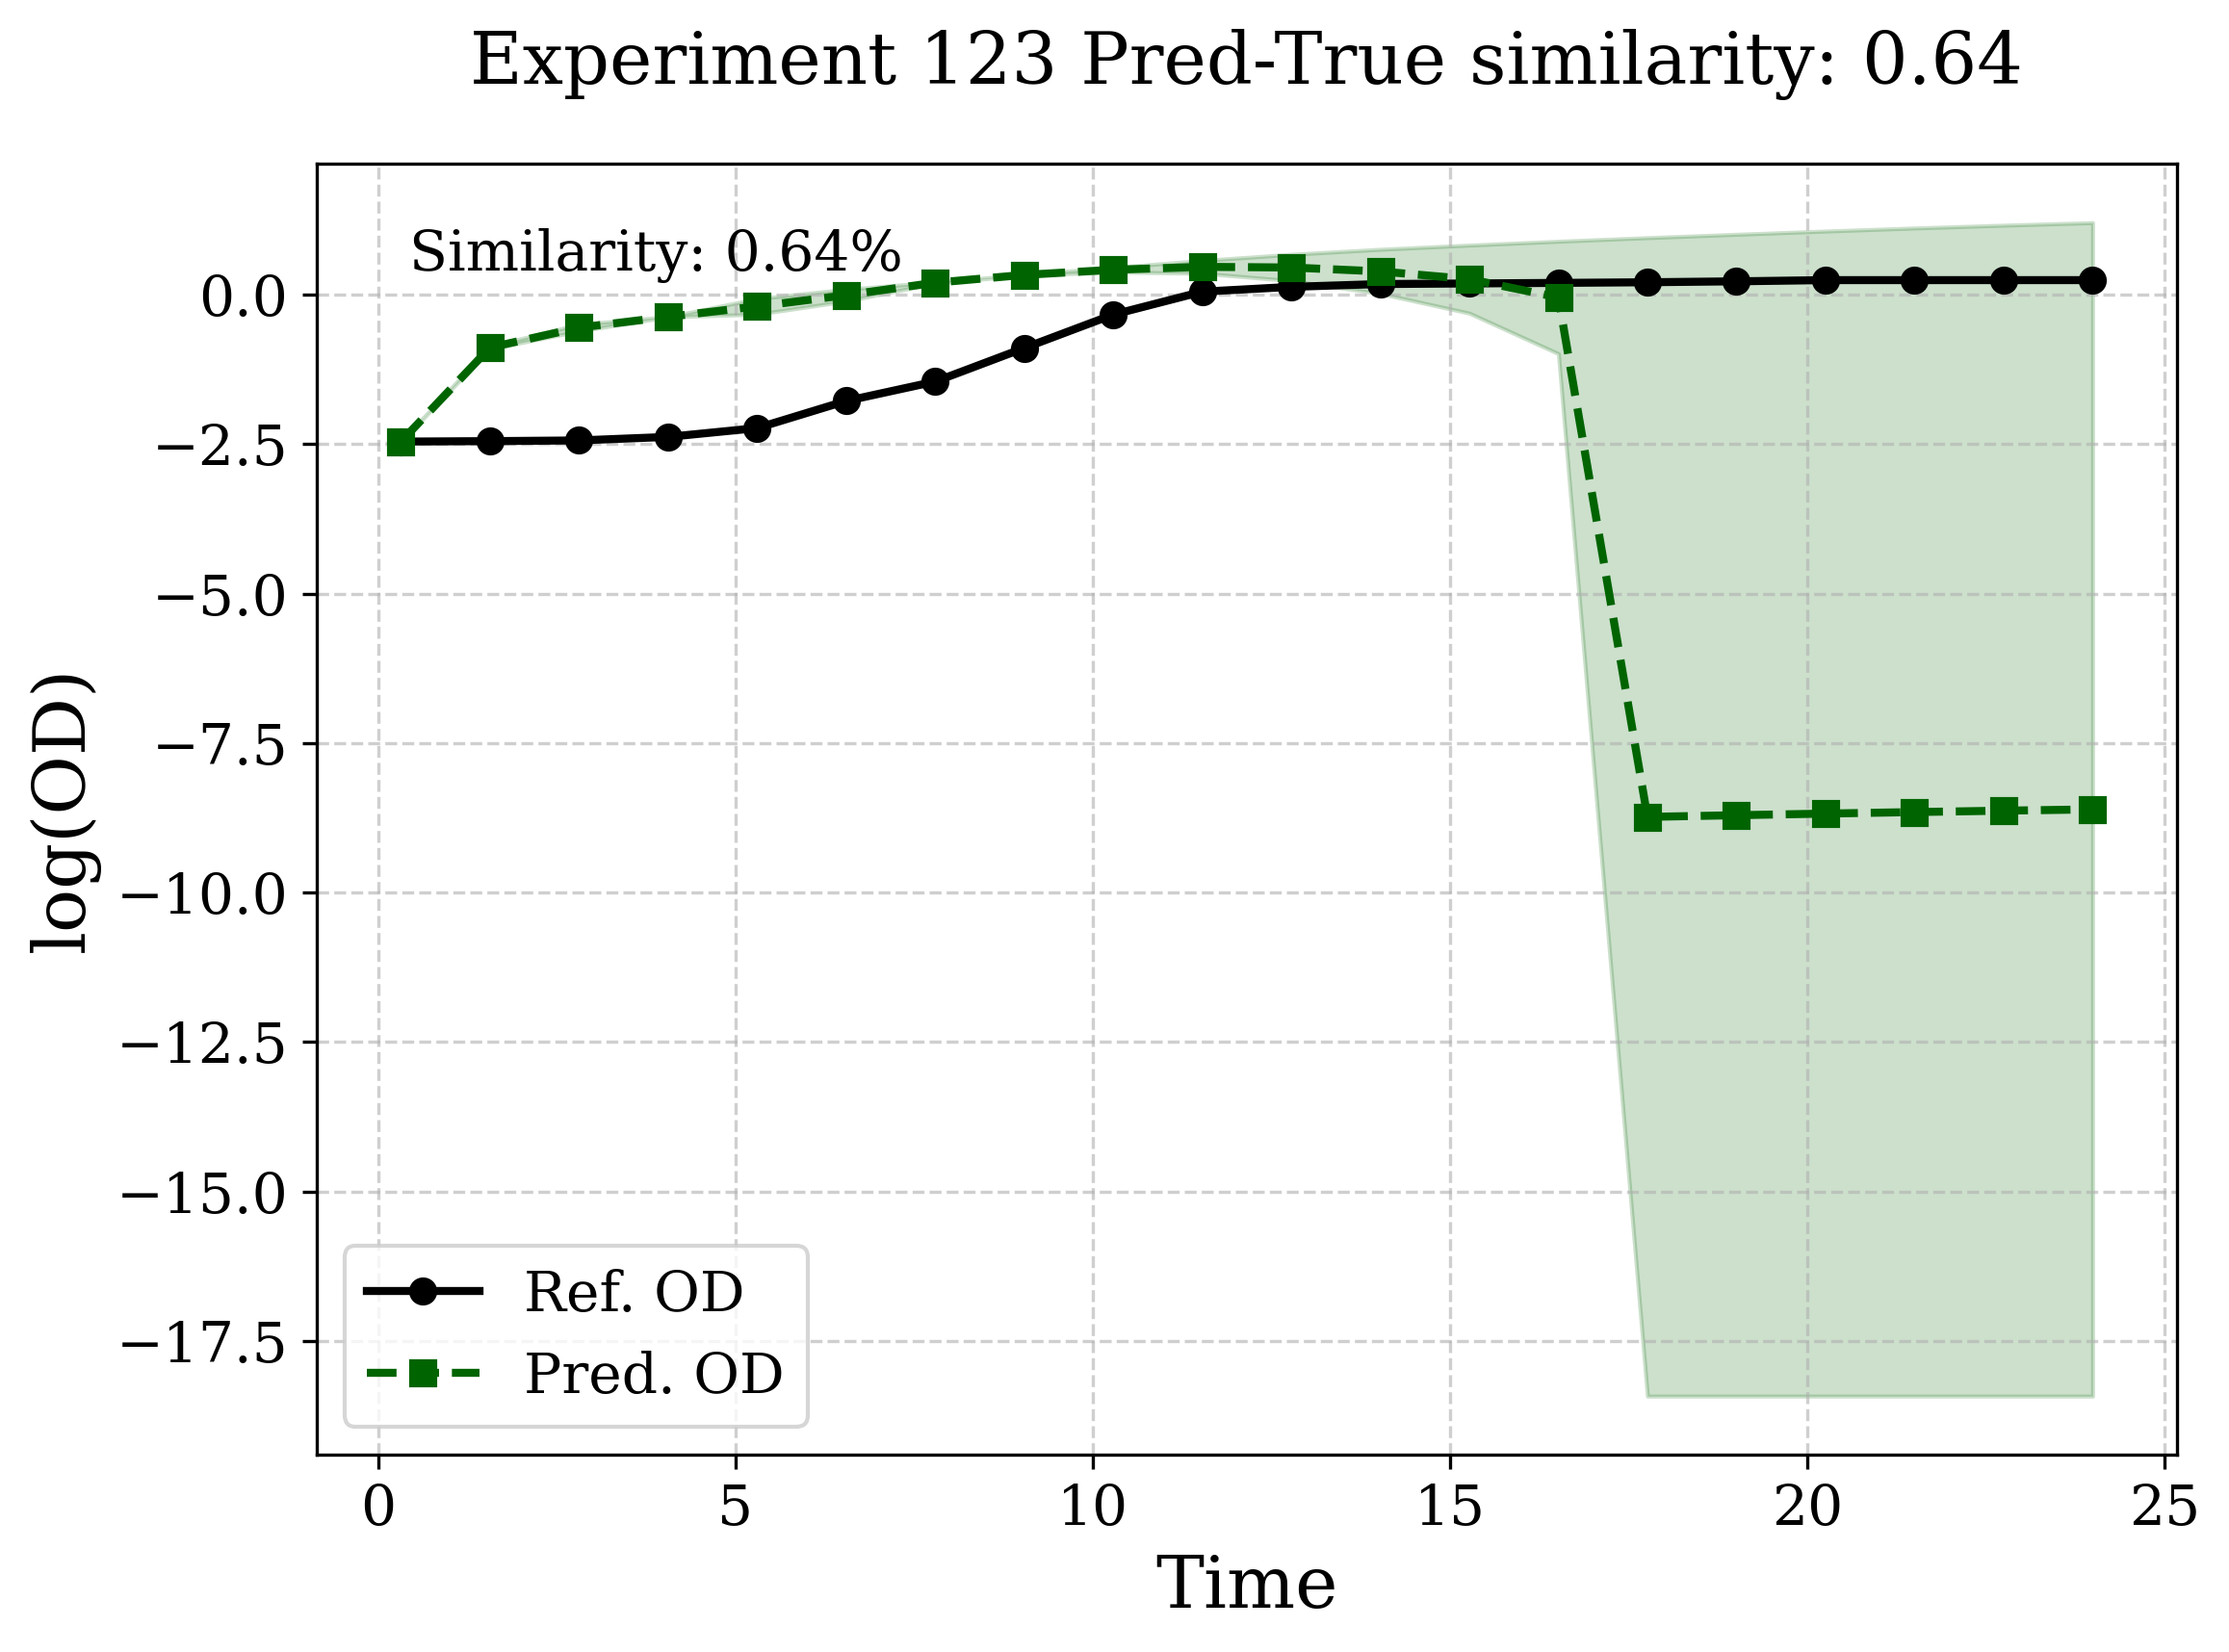 Experiment 123 Pred-True similarity: 0.64
Similarity: 0.64%
0.0
−2.5
−5.0
−7.5
−10.0
−12.5
−15.0
−17.5
log(OD)
Ref. OD
Pred. OD
0 5 10 15 20 25
Time